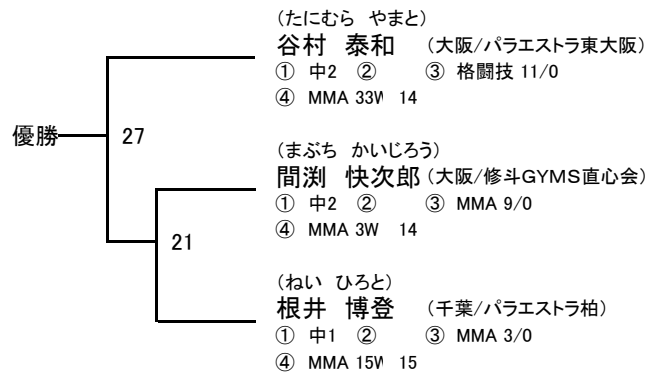 （たにむら　やまと）
谷村　泰和　（大阪/パラエストラ東大阪）
①　中2　②　　③　格闘技 11/0
④　MMA 33W　14
優勝　27
（まぶち　かいじろう）
間渕　快次郎（大阪/修斗GYMS直心会）
①　中2　②　　③　MMA 9/0
④　MMA 3W　14
21
（ねい　ひろと）
根井　博登　（千葉/パラエストラ柏）
①　中1　②　　③　MMA 3/0
④　MMA 15W　15